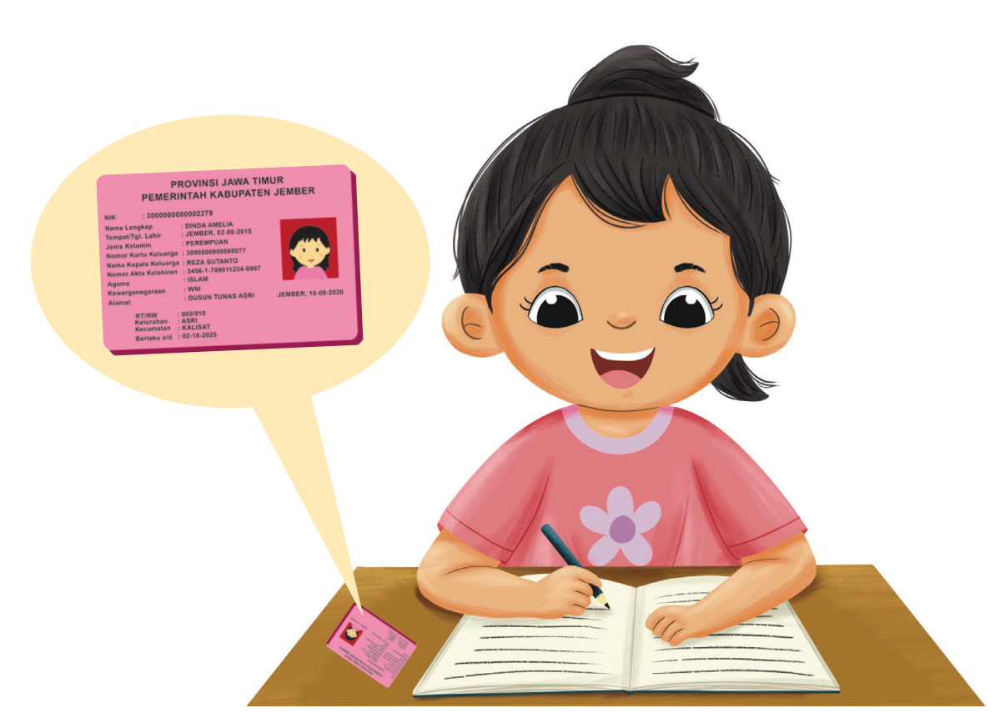 PROVINSI JAWA TIMUR
PEMERINTAH KABUPATEN JEMBER
NIK : 3000000000002279
Nama Lengkap : DINDA AMELIA
Tempat/Tgl. Lahir : JEMBER, 02-08-2015
Jenis Kelamin : PEREMPUAN
Nomor Kartu Keluarga : 3090000000000077
Nama Kepala Keluarga : REZA SUTANTO
Nomor Akta Kelahiran : 3456-1-789011234-0987
Agama : ISLAM
Kewarganegaraan : WNI
Alamat : DUSUN TUNAS ASRI
JEMBER, 10-09-2020
RT/RW : 003/010
Kelurahan : ASRI
Kecamatan : KALISAT
Berlaku s/d : 02-18-2025